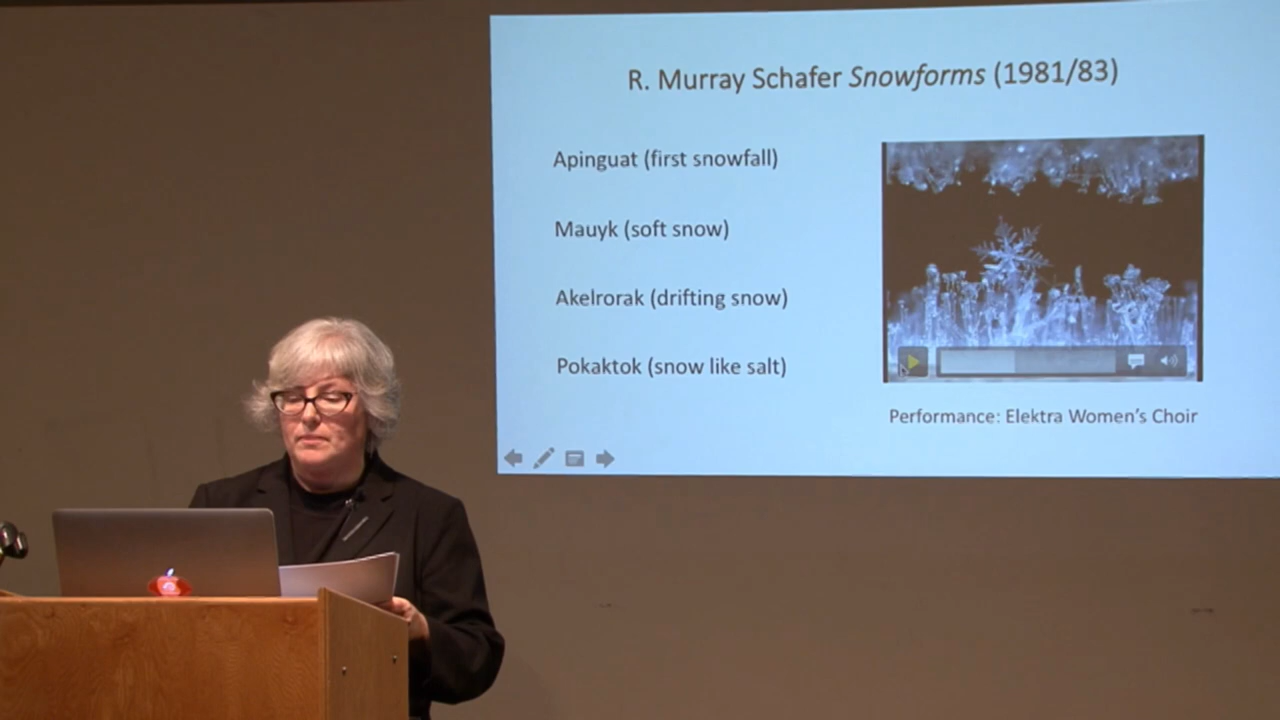 R. Murray Schafer Snowforms (1981/83)
Apinguat (first snowfall)
Mauyk (soft snow)
Akelrorak (drifting snow)
Pokaktok (snow like salt)
Performance: Elektra Women's Choir